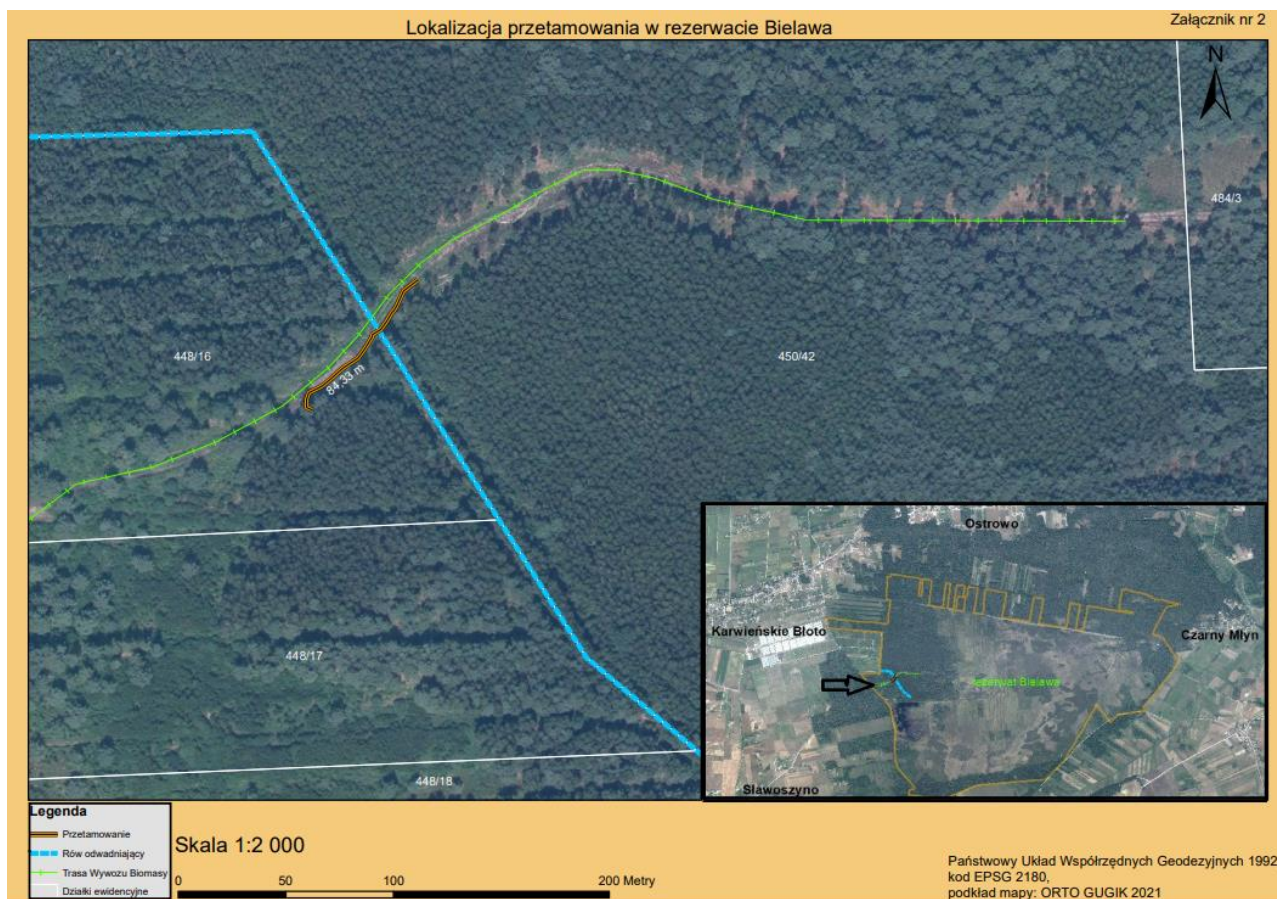 Załącznik nr 2
Lokalizacja przetamowania w rezerwacie Bielawa
N
484/3
448/16
450/42
84,33 m
448/17
448/18
Ostrowo
Karwieńskie Błoto
Czarny Młyn
rezerwat Bielawa
Sławoszyno
Legenda
Przetamowanie
Rów odwadniający
Trasa Wywozu Biomasy
Działki ewidencyjne
Skala 1:2 000
0 50 100 200 Metry
Państwowy Układ Współrzędnych Geodezyjnych 1992
kod EPSG 2180,
podkład mapy: ORTO GUGIK 2021